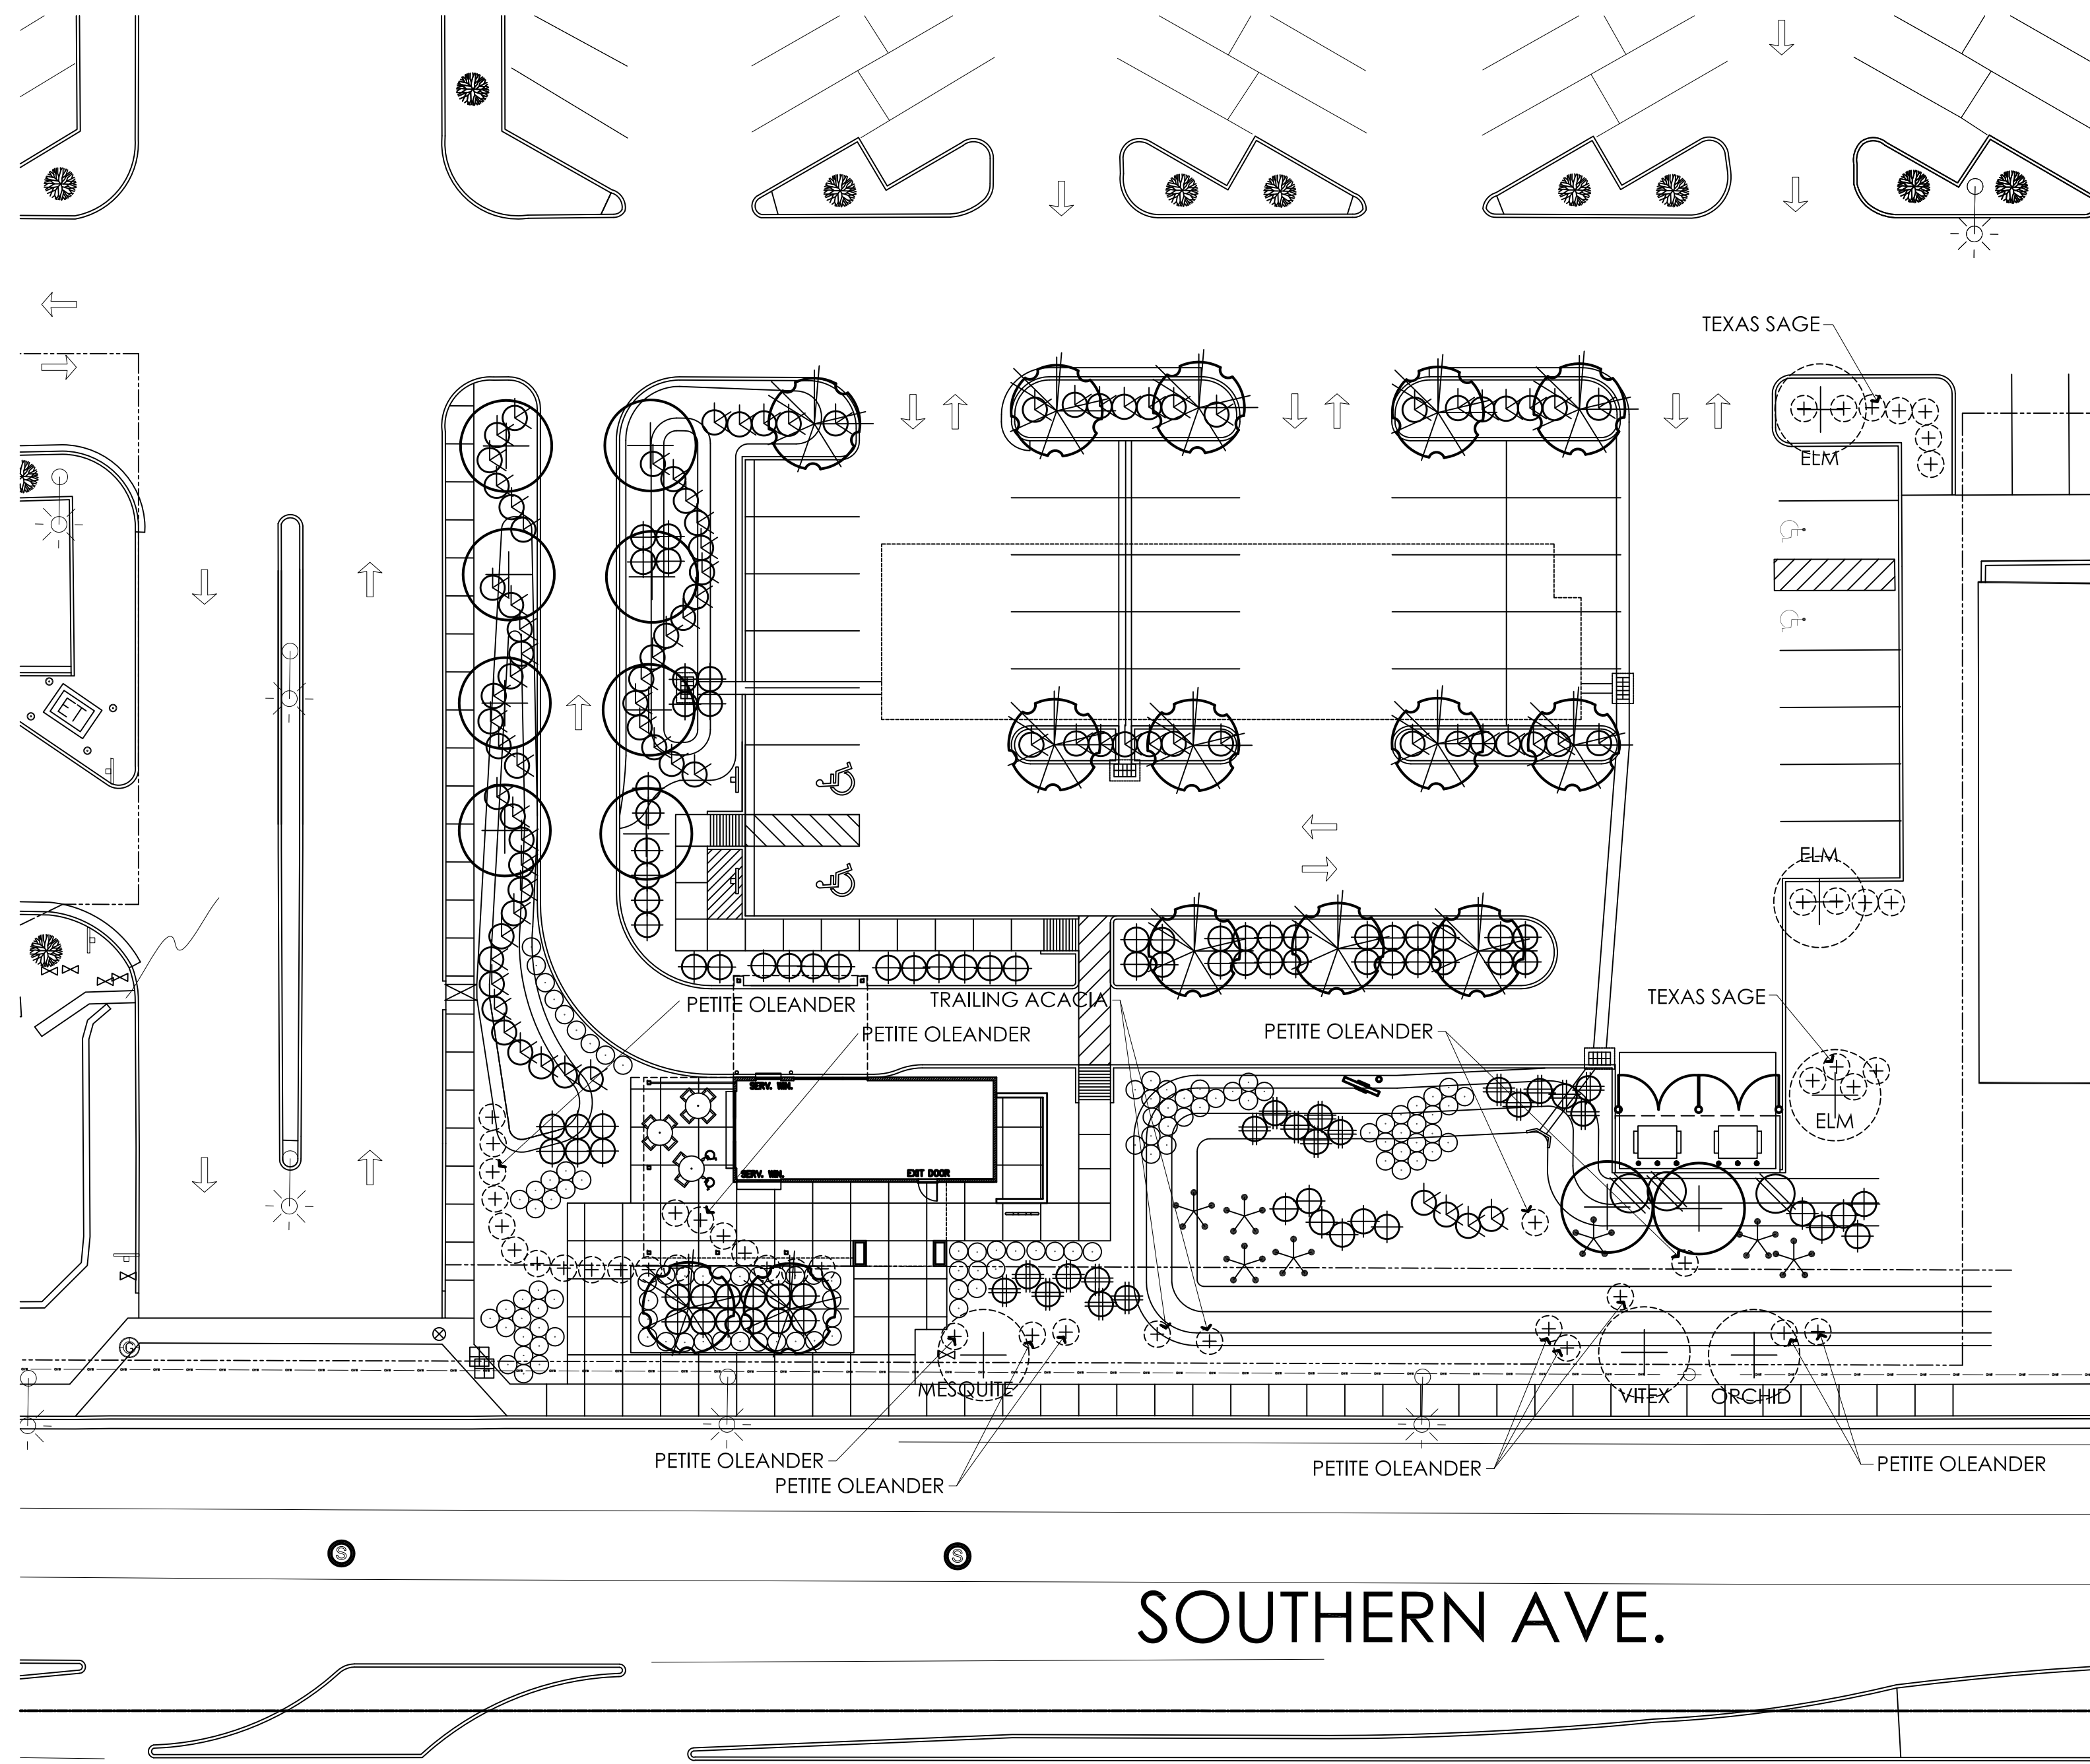 TEXAS SAGE
ELM
ET
ELM
TEXAS SAGE
PETITE OLEANDER
TRAILING ACACIA
PETITE OLEANDER
PETITE OLEANDER
SERV. WIN.
ELM
SERV. WIN.
EXIT DOOR
G
MESQUITE
VITEX
ORCHID
PETITE OLEANDER
PETITE OLEANDER
PETITE OLEANDER
PETITE OLEANDER
S
S
SOUTHERN AVE.